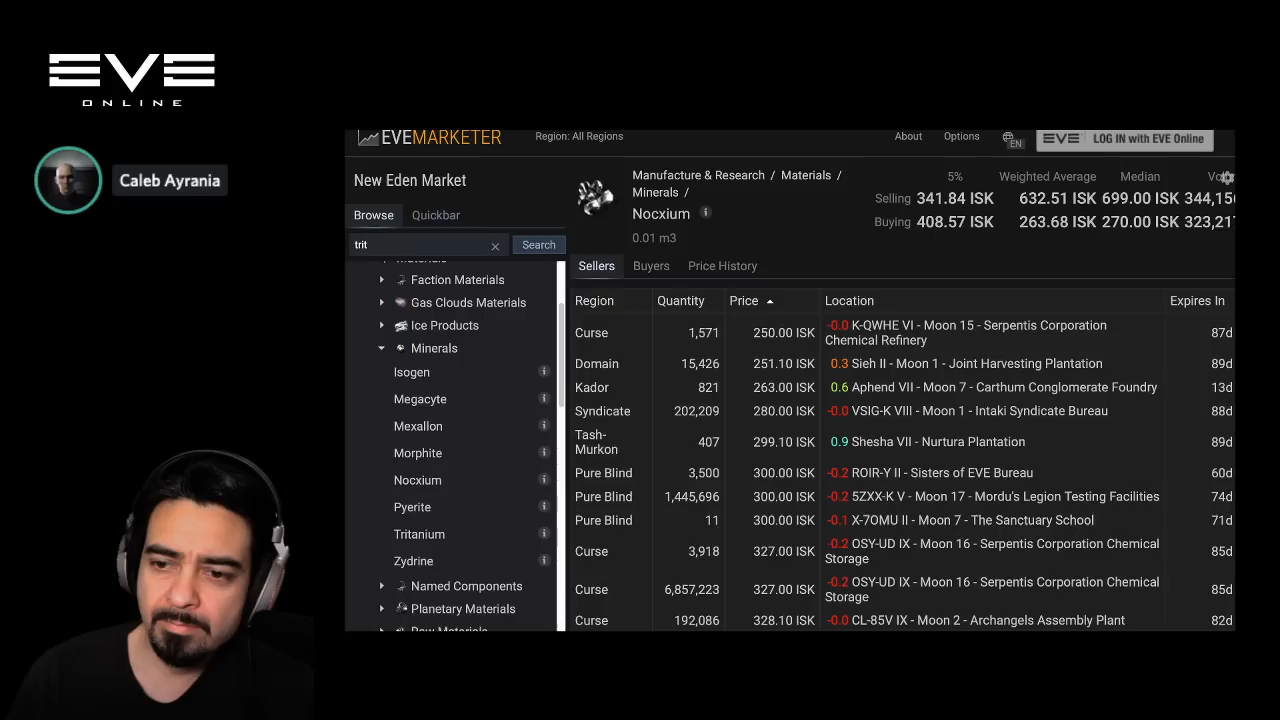 EVE
ONLINE
Caleb Ayrania
EVEMARKETER
Region: All Regions
About
Options
EN
EVE LOG IN with EVE Online
New Eden Market
Browse
Quickbar
trit
Search
Faction Materials
Gas Clouds Materials
Ice Products
Minerals
Isogen
Megacyte
Mexallon
Morphite
Nocxium
Pyerite
Tritanium
Zydrine
Named Components
Planetary Materials
Manufacture & Research / Materials /
Minerals /
Nocxium
0.01 m3
5% Weighted Average Median
Selling 341.84 ISK 632.51 ISK 699.00 ISK
Buying 408.57 ISK 263.68 ISK 270.00 ISK
Sellers Buyers Price History
Region Quantity Price Location Expires In
Curse 1,571 250.00 ISK -0.0 K-QWHE VI - Moon 15 - Serpentis Corporation
Chemical Refinery 87d
Domain 15,426 251.10 ISK 0.3 Sieh II - Moon 1 - Joint Harvesting Plantation 89d
Kador 821 263.00 ISK 0.6 Aphend VII - Moon 7 - Carthum Conglomerate Foundry 13d
Syndicate 202,209 280.00 ISK -0.0 VSIG-K VIII - Moon 1 - Intaki Syndicate Bureau 88d
Tash-
Murkon 407 299.10 ISK 0.9 Shesha VII - Nurtura Plantation 89d
Pure Blind 3,500 300.00 ISK -0.2 ROIR-Y II - Sisters of EVE Bureau 60d
Pure Blind 1,445,696 300.00 ISK -0.2 5ZXX-K V - Moon 17 - Mordu's Legion Testing Facilities 74d
Pure Blind 11 300.00 ISK -0.1 X-7OMU II - Moon 7 - The Sanctuary School 71d
Curse 3,918 327.00 ISK -0.2 OSY-UD IX - Moon 16 - Serpentis Corporation Chemical
Storage 85d
Curse 6,857,223 327.00 ISK -0.2 OSY-UD IX - Moon 16 - Serpentis Corporation Chemical
Storage 85d
Curse 192,086 328.10 ISK -0.0 CL-85V IX - Moon 2 - Archangels Assembly Plant 82d